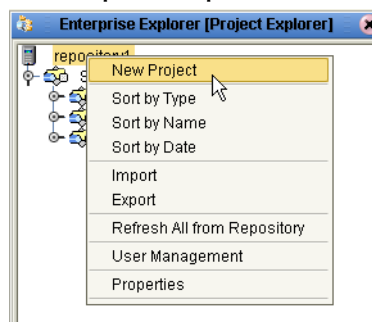 Enterprise Explorer [Project Explorer]
repository1
S
New Project
Sort by Type
Sort by Name
Sort by Date
Import
Export
Refresh All from Repository
User Management
Properties